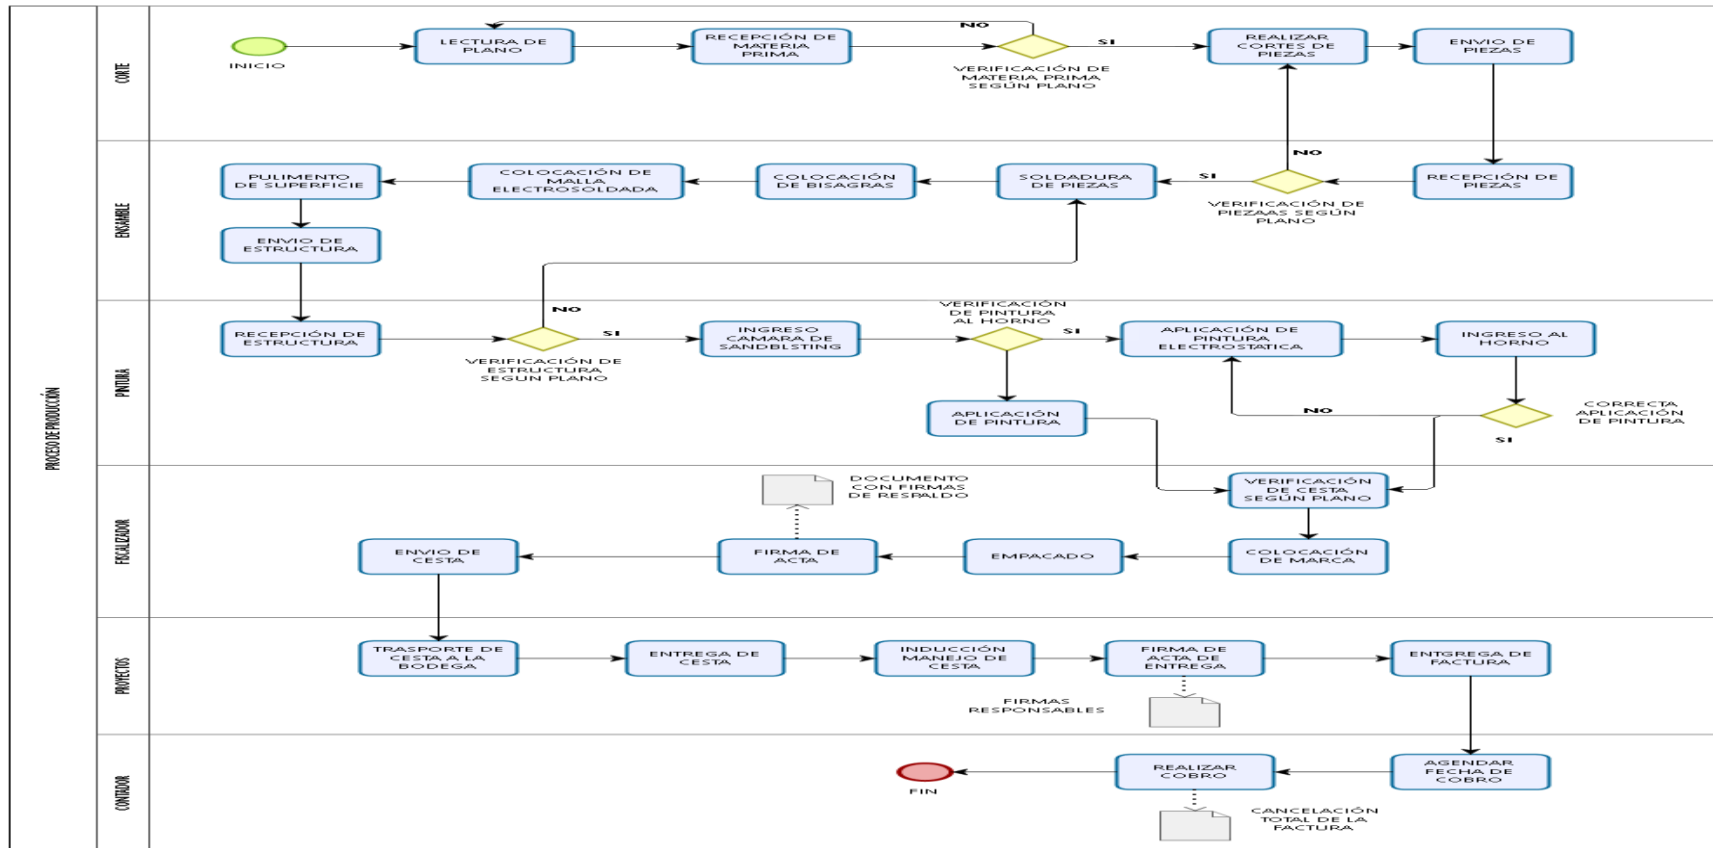 PROCESO DE PRODUCCIÓN
CORTE
INICIO
LECTURA DE
PLANO
RECEPCIÓN DE
MATERIA
PRIMA
NO
SI
VERIFICACIÓN DE
MATERIA PRIMA
SEGÚN PLANO
REALIZAR
CORTES DE
PIEZAS
ENVIO DE
PIEZAS
ENSAMBLE
PULIMENTO
DE SUPERFICIE
COLOCACIÓN DE
MALLA
ELECTROSOLDADA
COLOCACIÓN
DE BISAGRAS
SOLDADURA
DE PIEZAS
SI
NO
VERIFICACIÓN DE
PIEZAAS SEGÚN
PLANO
RECEPCIÓN DE
PIEZAS
ENVIO DE
ESTRUCTURA
PINTURA
RECEPCIÓN DE
ESTRUCTURA
NO
SI
VERIFICACIÓN DE
ESTRUCTURA
SEGUN PLANO
INGRESO
CAMARA DE
SANDBLSTING
VERIFICACIÓN
DE PINTURA
AL HORNO
SI
APLICACIÓN DE
PINTURA
ELECTROSTATICA
INGRESO AL
HORNO
APLICACIÓN
DE PINTURA
NO
SI
CORRECTA
APLICACIÓN
DE PINTURA
FISCALIZADOR
DOCUMENTO
CON FIRMAS
DE RESPALDO
VERIFICACIÓN
DE CESTA
SEGÚN PLANO
ENVIO DE
CESTA
FIRMA DE
ACTA
EMPACADO
COLOCACIÓN
DE MARCA
PROYECTOS
TRASPORTE DE
CESTA A LA
BODEGA
ENTREGA DE
CESTA
INDUCCIÓN
MANEJO DE
CESTA
FIRMA DE
ACTA DE
ENTREGA
ENTGREGA DE
FACTURA
FIRMAS
RESPONSABLES
CONTADOR
FIN
REALIZAR
COBRO
AGENDAR
FECHA DE
COBRO
CANCELACIÓN
TOTAL DE LA
FACTURA